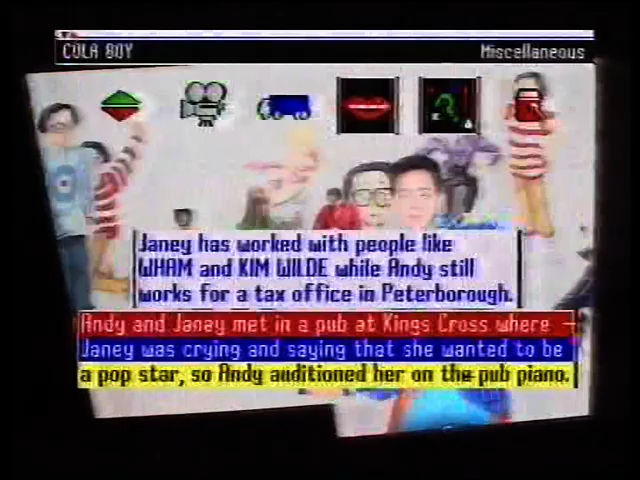 COLA BOY
Miscellaneous
Janey has worked with people like
WHAM and KIM WILDE while Andy still
works for a tax office in Peterborough.
Andy and Janey met in a pub at Kings Cross where –
Janey was crying and saying that she wanted to be
a pop star, so Andy auditioned her on the pub piano.